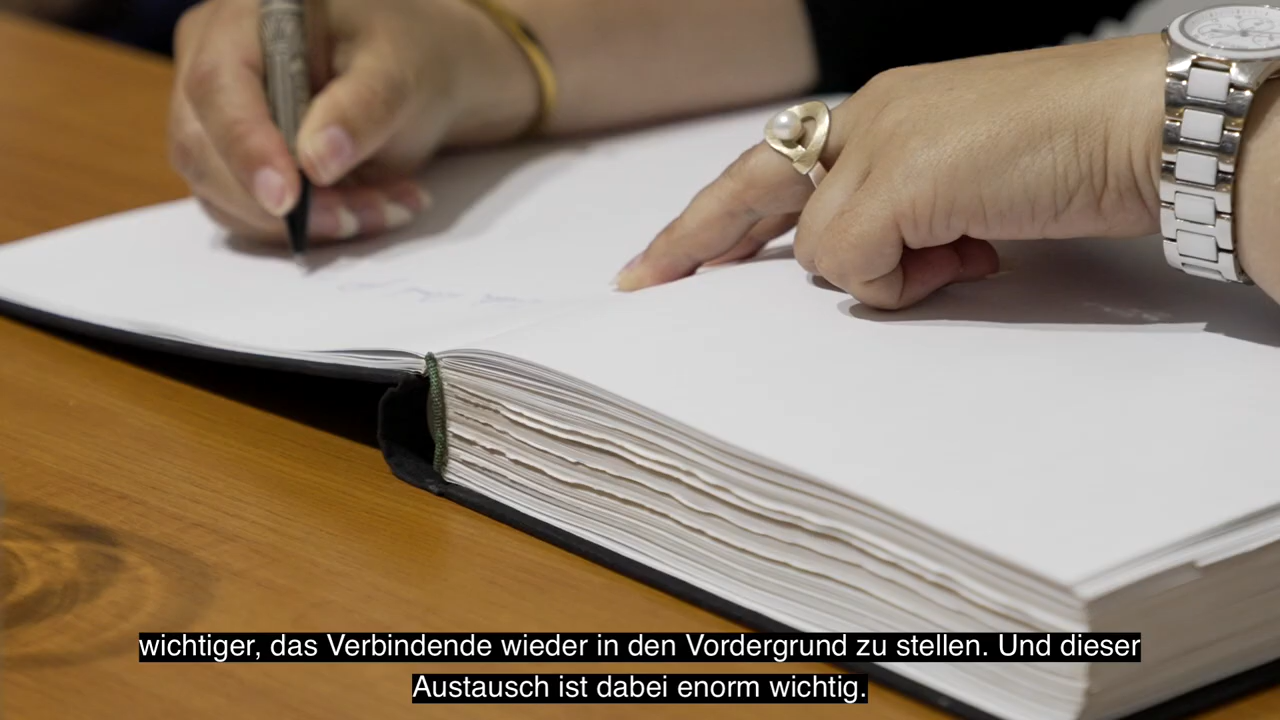 wichtiger, das Verbindende wieder in den Vordergrund zu stellen. Und dieser
Austausch ist dabei enorm wichtig.